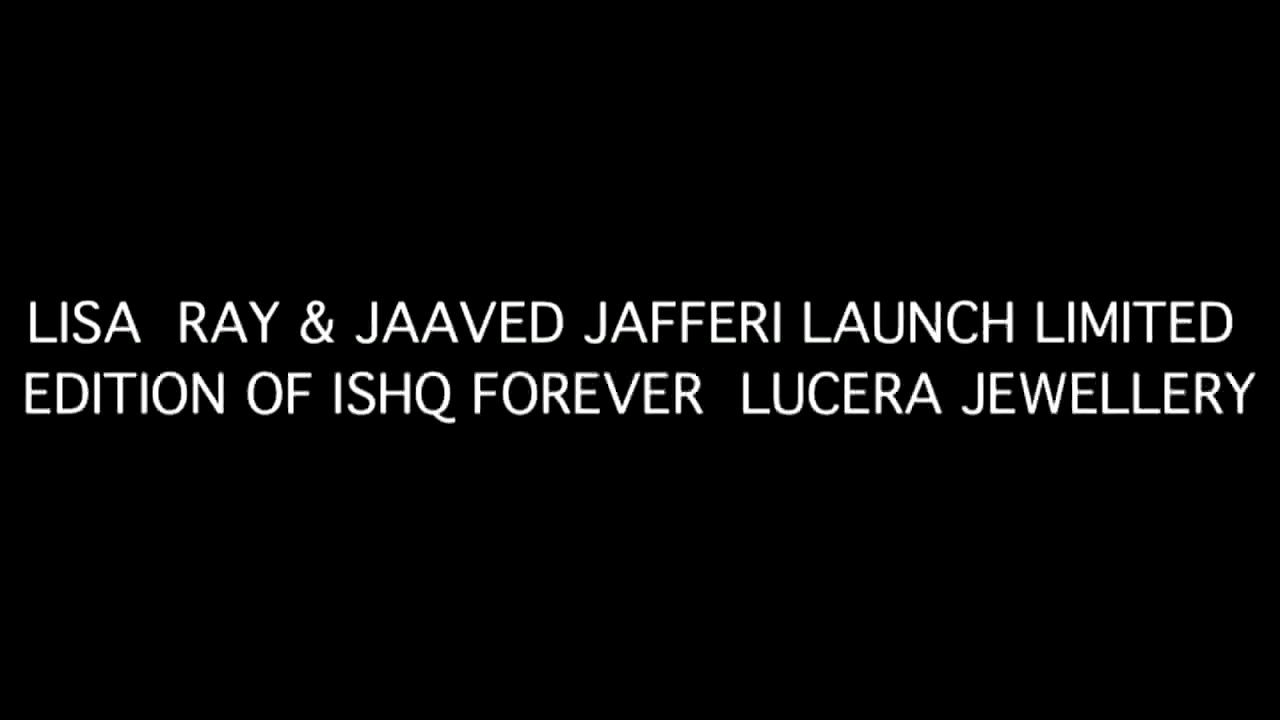 LISA  RAY & JAAVED JAFFERI LAUNCH LIMITED
EDITION OF ISHQ FOREVER  LUCERA JEWELLERY